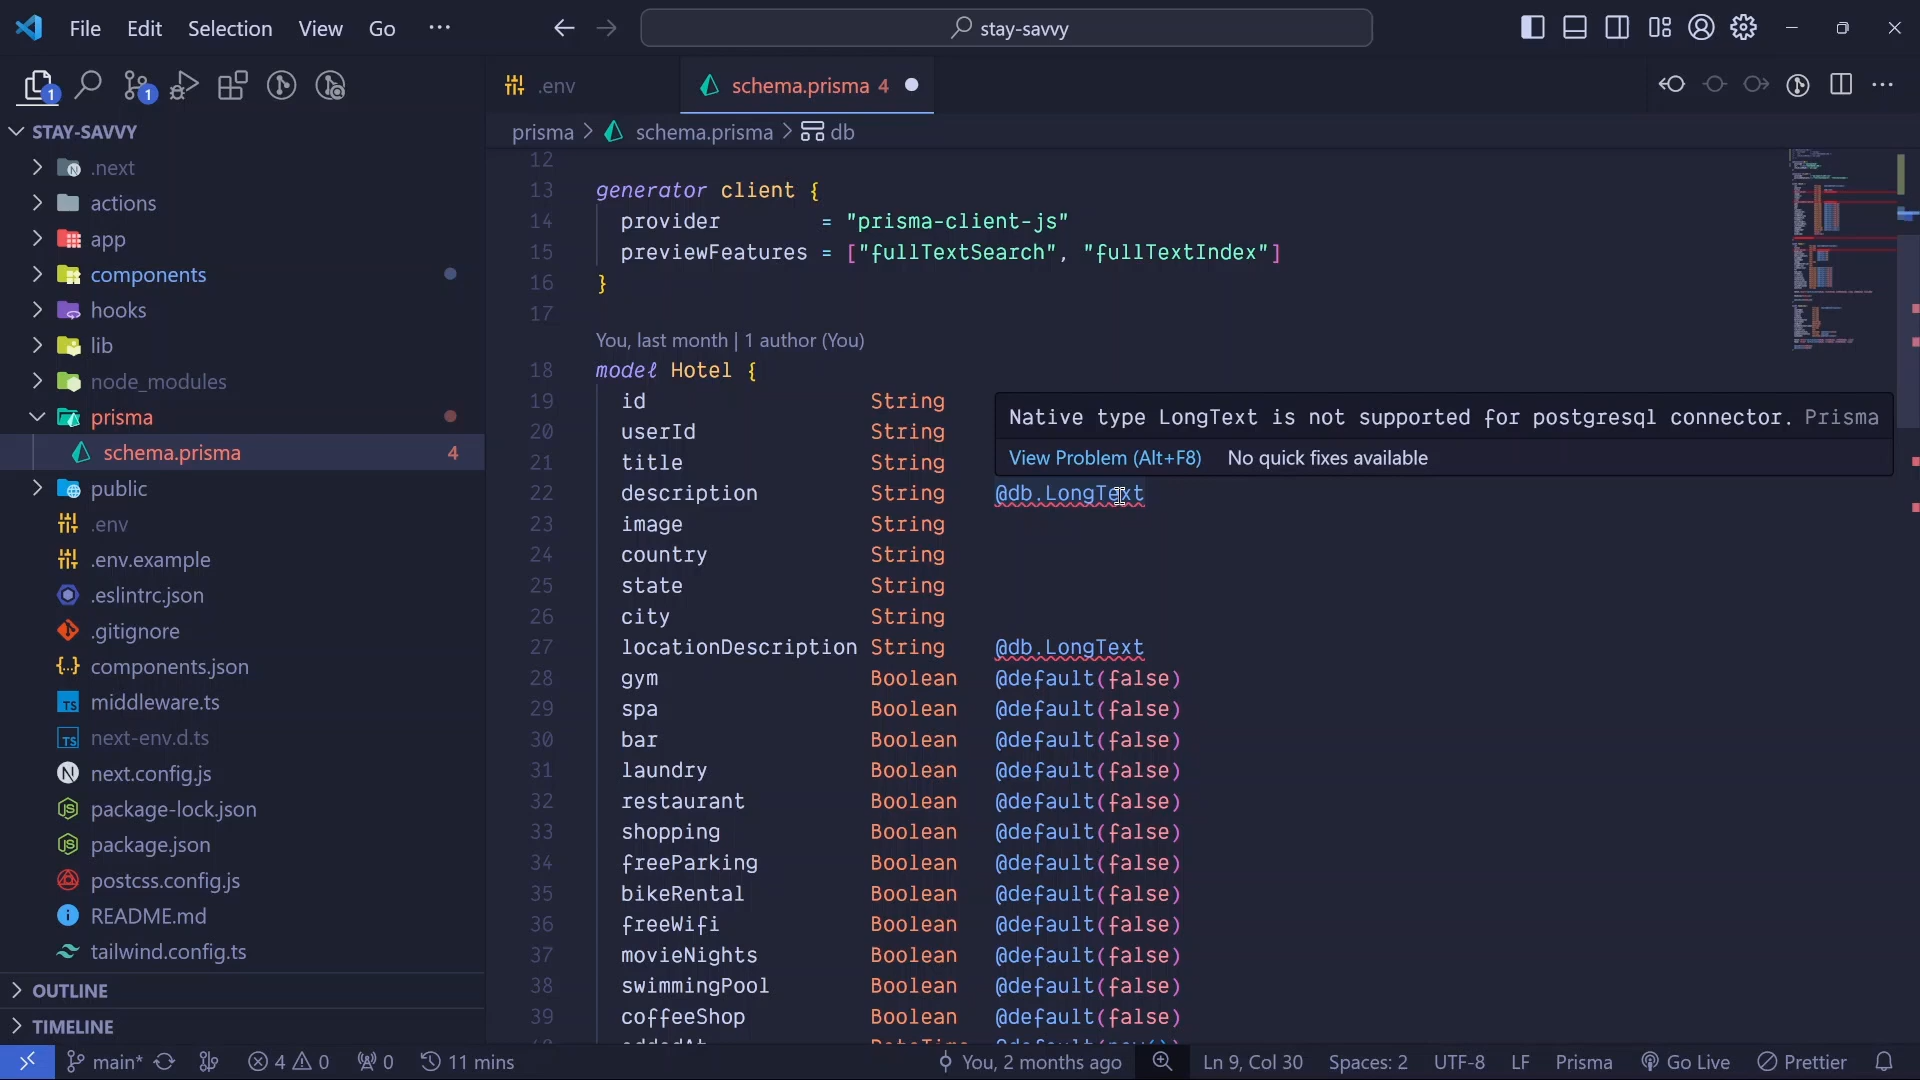 File Edit Selection View Go ···
stay-savvy
1
1
.env
schema.prisma 4
STAY-SAVVY
prisma > schema.prisma > db
.next
actions
app
components
hooks
lib
node_modules
prisma
schema.prisma 4
public
.env
.env.example
.eslintrc.json
.gitignore
components.json
middleware.ts
next-env.d.ts
next.config.js
package-lock.json
package.json
postcss.config.js
README.md
tailwind.config.ts
OUTLINE
TIMELINE
12
13 generator client {
14 provider = "prisma-client-js"
15 previewFeatures = ["fullTextSearch", "fullTextIndex"]
16 }
17
You, last month | 1 author (You)
18 model Hotel {
19 id String
20 userId String
21 title String
Native type LongText is not supported for postgresql connector. Prisma
View Problem (Alt+F8) No quick fixes available
22 description String @db.LongText
23 image String
24 country String
25 state String
26 city String
27 locationDescription String @db.LongText
28 gym Boolean @default(false)
29 spa Boolean @default(false)
30 bar Boolean @default(false)
31 laundry Boolean @default(false)
32 restaurant Boolean @default(false)
33 shopping Boolean @default(false)
34 freeParking Boolean @default(false)
35 bikeRental Boolean @default(false)
36 freeWifi Boolean @default(false)
37 movieNights Boolean @default(false)
38 swimmingPool Boolean @default(false)
39 coffeeShop Boolean @default(false)
main* 4 0 0 11 mins You, 2 months ago Ln 9, Col 30 Spaces: 2 UTF-8 LF Prisma Go Live Prettier